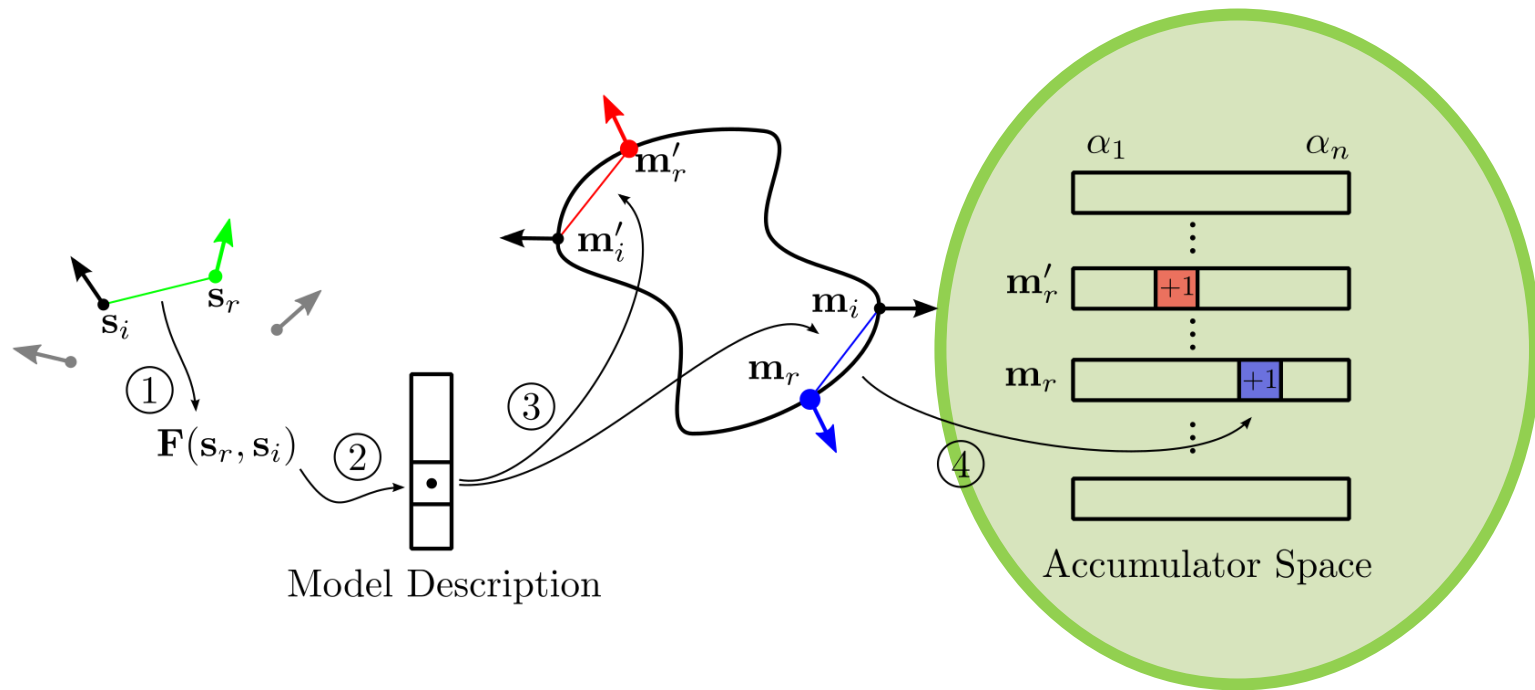 α₁ αₙ
m′ᵣ
m′ᵢ
sᵣ
sᵢ
m′ᵣ +1
mᵢ
mᵣ
mᵣ +1
①
②
③
④
F(sᵣ, sᵢ)
Model Description
Accumulator Space